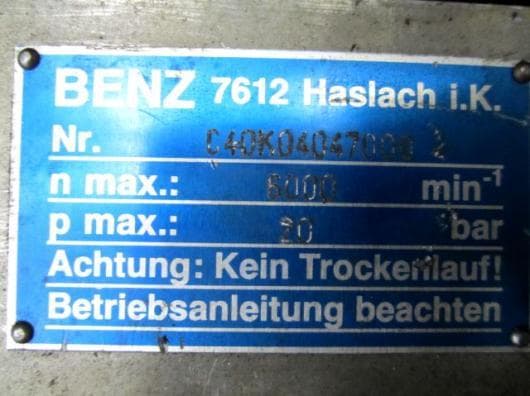 BENZ 7612 Haslach i.K.
Nr.
n max.: 6000 min-1
p max.: 20 bar
Achtung: Kein Trockenlauf!
Betriebsanleitung beachten